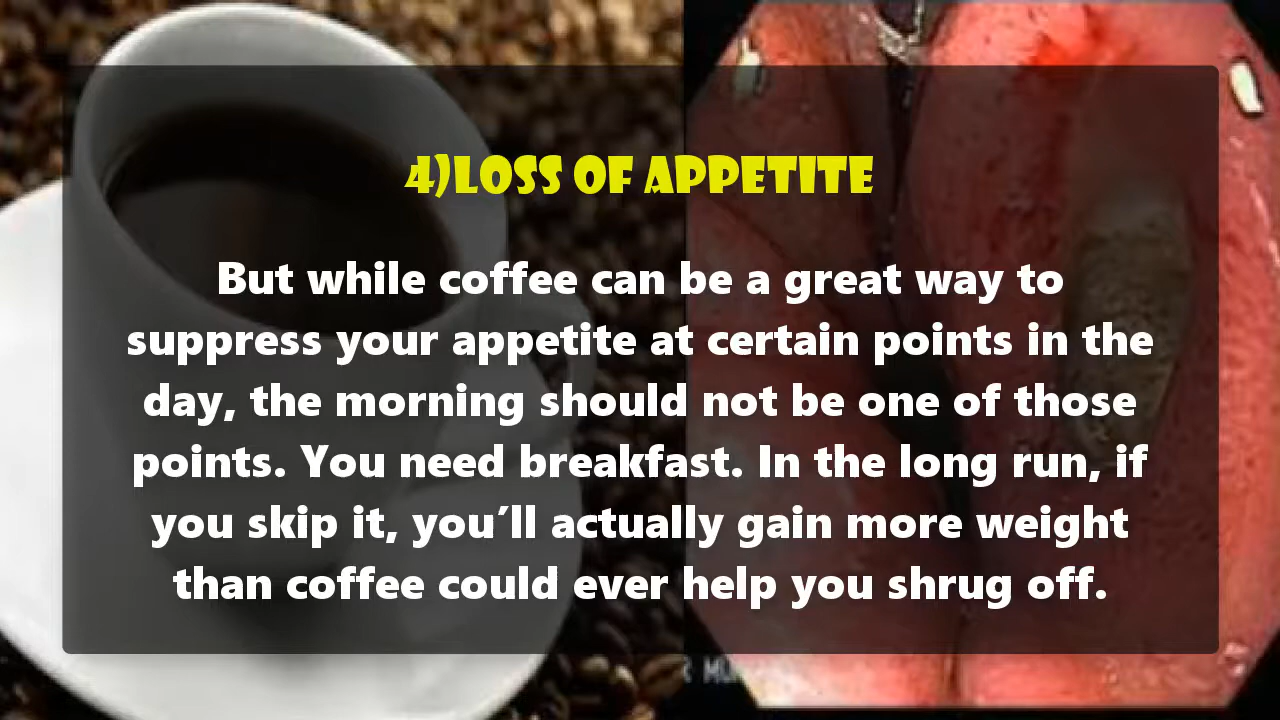 4)LOSS OF APPETITE
But while coffee can be a great way to
suppress your appetite at certain points in the
day, the morning should not be one of those
points. You need breakfast. In the long run, if
you skip it, you’ll actually gain more weight
than coffee could ever help you shrug off.